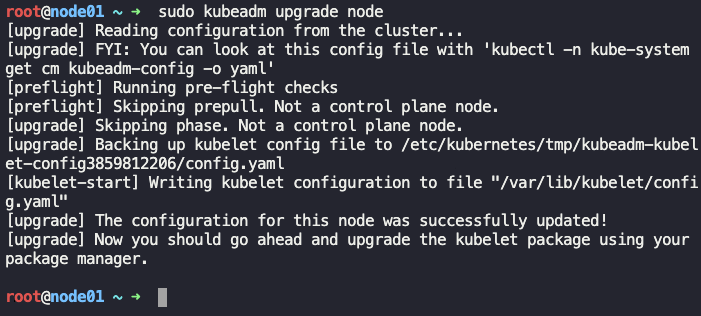 root@node01 ~ ➜  sudo kubeadm upgrade node
[upgrade] Reading configuration from the cluster...
[upgrade] FYI: You can look at this config file with 'kubectl -n kube-system
get cm kubeadm-config -o yaml'
[preflight] Running pre-flight checks
[preflight] Skipping prepull. Not a control plane node.
[upgrade] Skipping phase. Not a control plane node.
[upgrade] Backing up kubelet config file to /etc/kubernetes/tmp/kubeadm-kubel
et-config3859812206/config.yaml
[kubelet-start] Writing kubelet configuration to file "/var/lib/kubelet/confi
g.yaml"
[upgrade] The configuration for this node was successfully updated!
[upgrade] Now you should go ahead and upgrade the kubelet package using your
package manager.
root@node01 ~ ➜